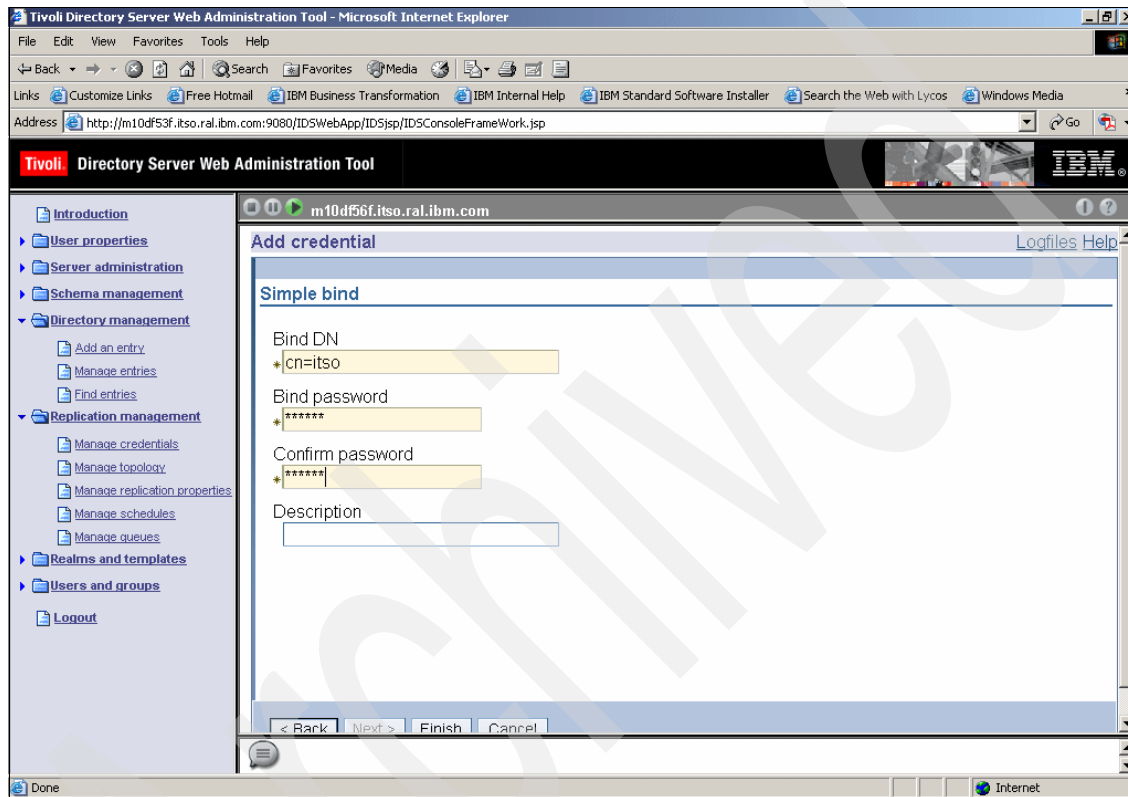 Tivoli Directory Server Web Administration Tool - Microsoft Internet Explorer
File Edit View Favorites Tools Help
Back Search Favorites Media
Links Customize Links Free Hotmail IBM Business Transformation IBM Internal Help IBM Standard Software Installer Search the Web with Lycos Windows Media
Address http://m10df53f.itso.ral.ibm.com:9080/IDSWebApp/IDSjsp/IDSConsoleFrameWork.jsp Go
Tivoli. Directory Server Web Administration Tool IBM
m10df56f.itso.ral.ibm.com
Introduction
User properties
Server administration
Schema management
Directory management
Add an entry
Manage entries
Find entries
Replication management
Manage credentials
Manage topology
Manage replication properties
Manage schedules
Manage queues
Realms and templates
Users and groups
Logout
Add credential Logfiles Help
Simple bind
Bind DN
*cn=itso
Bind password
*******
Confirm password
*******
Description
< Back Next > Finish Cancel
Done Internet
Archived